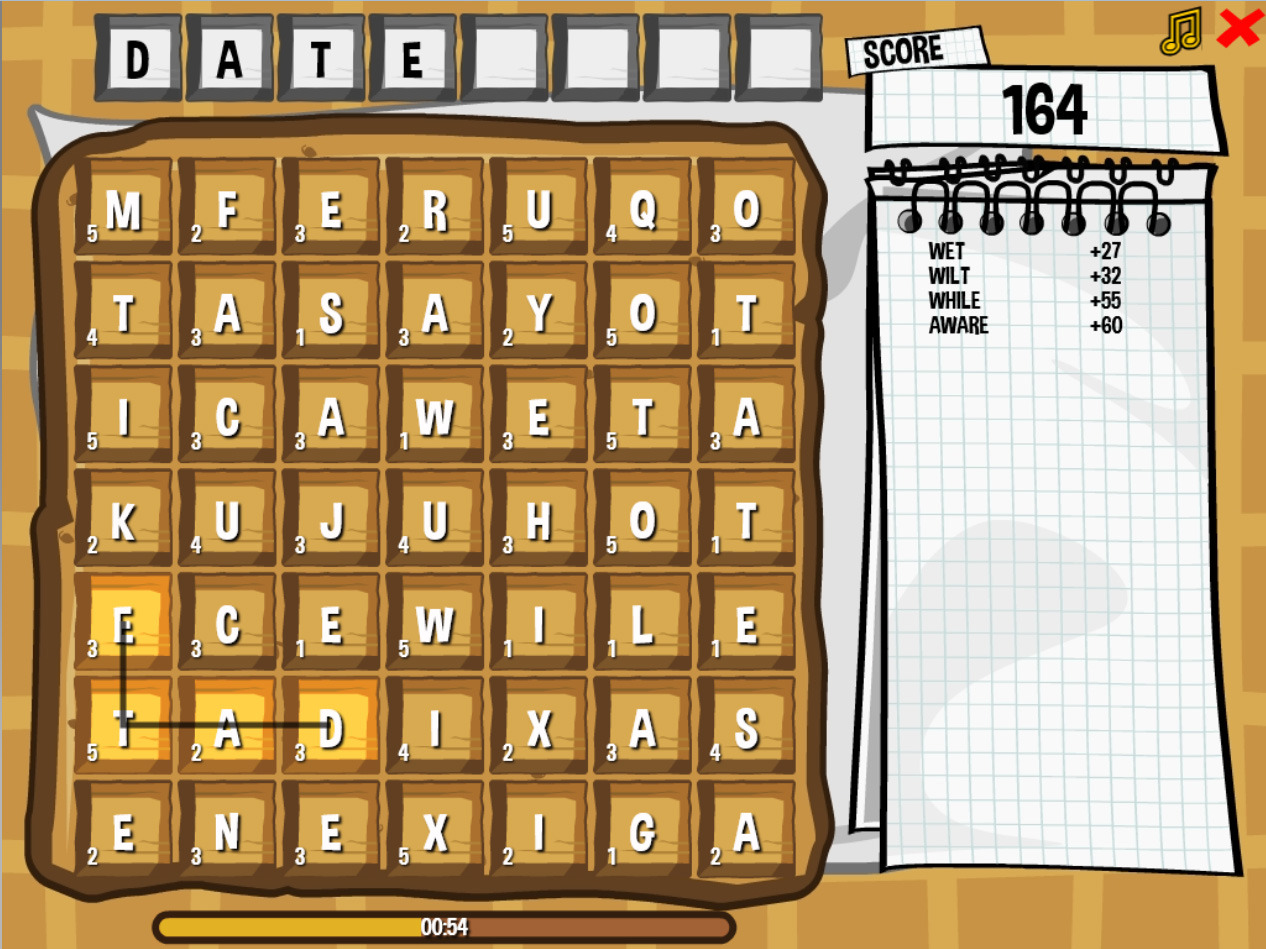 D A T E
SCORE
164
M 5 F 2 E 3 R 2 U 5 Q 4 O 3
T 4 A 3 S 1 A 3 Y 2 O 5 T 1
I 5 C 3 A 3 W 1 E 3 T 5 A 3
K 2 U 4 J 3 U 4 H 3 O 5 T 1
E 3 C 3 E 1 W 5 I 1 L 1 E 1
T 5 A 2 D 3 I 4 X 2 A 3 S 4
E 2 N 3 E 3 X 5 I 2 G 1 A 2
WET +27
WILT +32
WHILE +55
AWARE +60
00:54